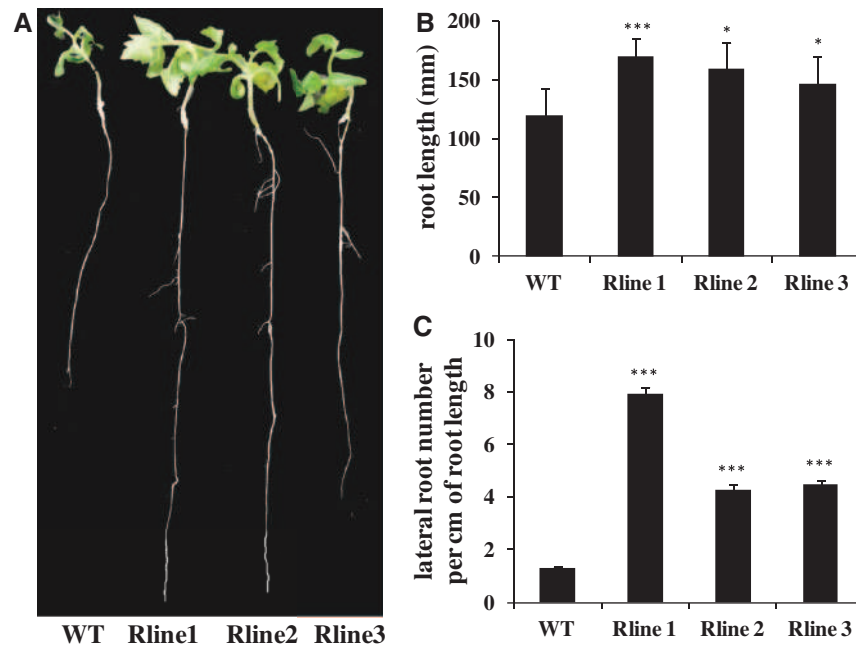 A
WT Rline1 Rline2 Rline3
B
root length (mm)
200
150
100
50
0
***
*
*
WT Rline 1 Rline 2 Rline 3
C
lateral root number
per cm of root length
10
8
6
4
2
0
***
***
***
WT Rline 1 Rline 2 Rline 3